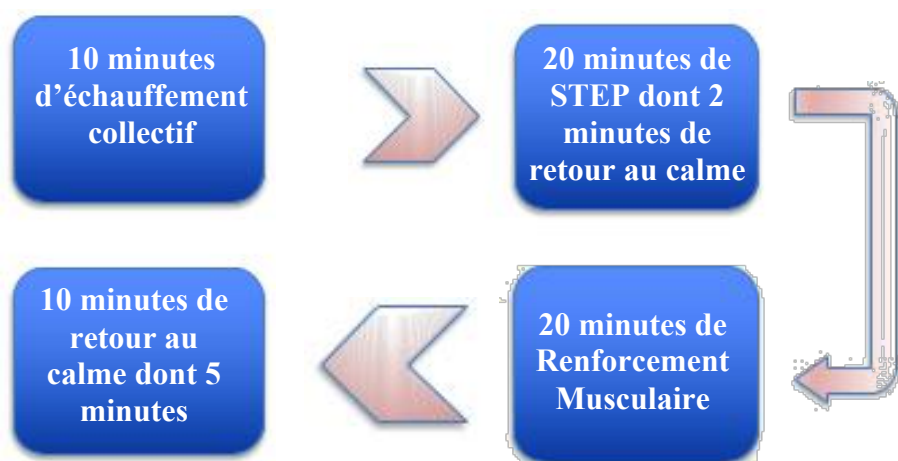 10 minutes
d'échauffement
collectif
20 minutes de
STEP dont 2
minutes de
retour au calme
20 minutes de
Renforcement
Musculaire
10 minutes de
retour au
calme dont 5
minutes